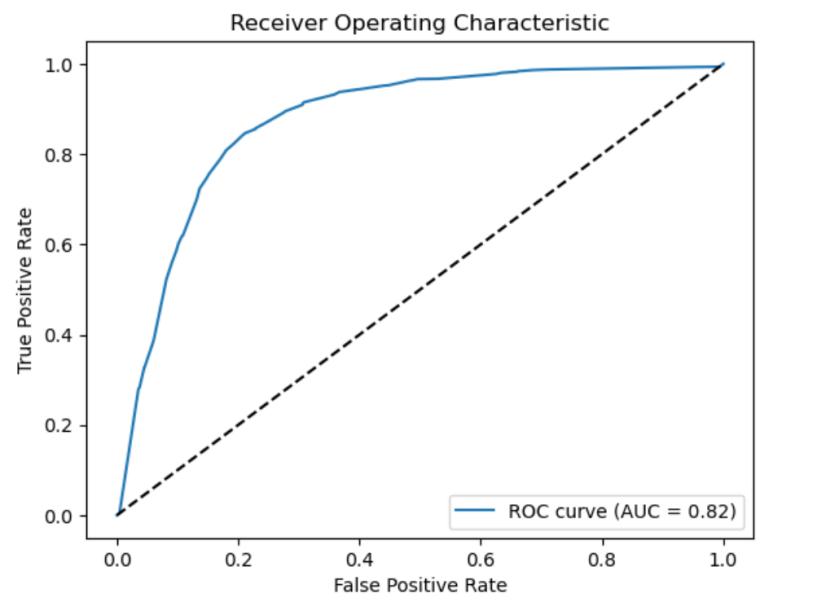 Receiver Operating Characteristic
1.0
0.8
0.6
0.4
0.2
0.0
True Positive Rate
ROC curve (AUC = 0.82)
0.0 0.2 0.4 0.6 0.8 1.0
False Positive Rate